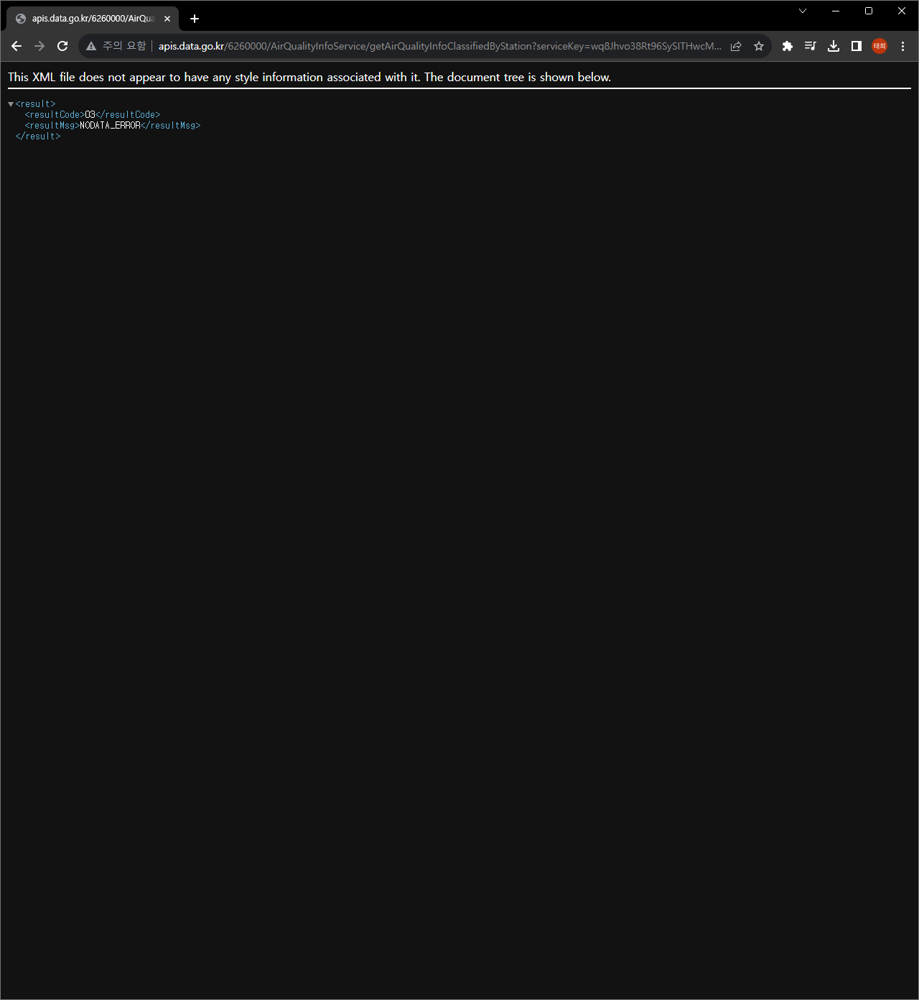 apis.data.go.kr/6260000/AirQua
주의 요함
apis.data.go.kr/6260000/AirQualityInfoService/getAirQualityInfoClassifiedByStation?serviceKey=wq8Jhvo38Rt96SySITHwcM...
태희
This XML file does not appear to have any style information associated with it. The document tree is shown below.
<result>
<resultCode>03</resultCode>
<resultMsg>NODATA_ERROR</resultMsg>
</result>